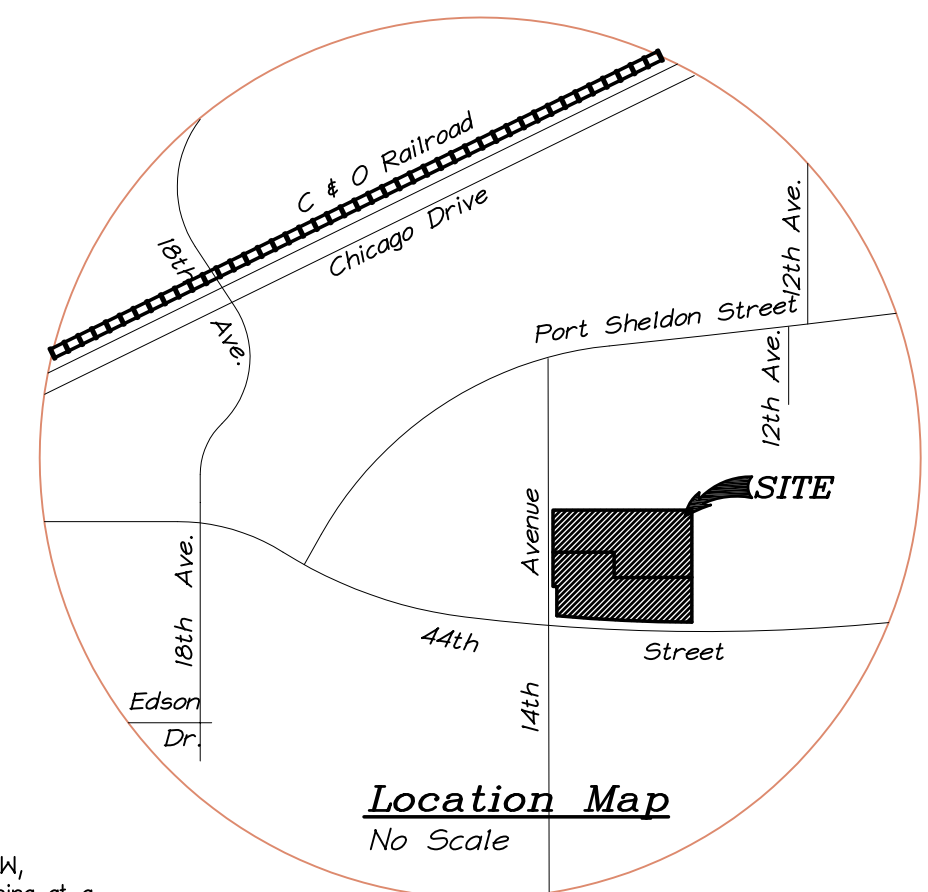 C & O Railroad
Chicago Drive
18th
Ave.
12th Ave.
Port Sheldon Street
12th Ave.
SITE
Avenue
18th Ave.
44th
Street
14th
Edson
Dr.
Location Map
No Scale
W,